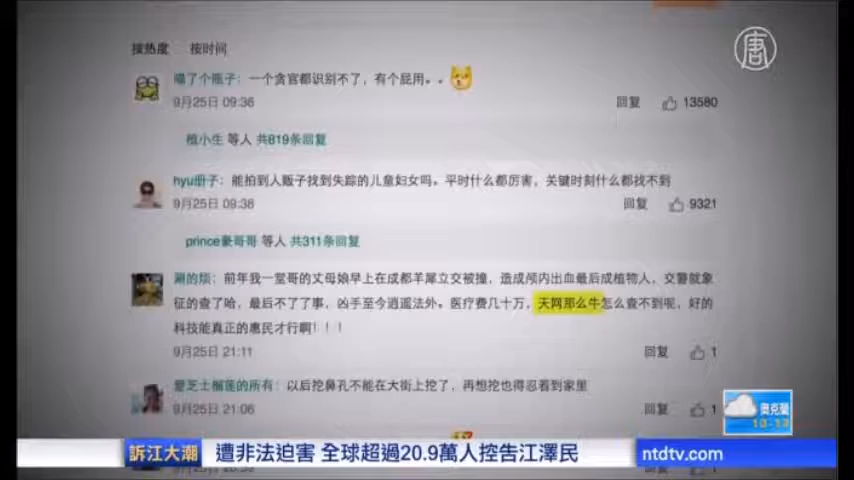 按热度 按时间
唐
喵了个瓶子：一个贪官都识别不了，有个屁用。。
9月25日 09:36 回复 13580
植小生 等人 共819条回复
hyu册子：能拍到人贩子找到失踪的儿童妇女吗。平时什么都厉害，关键时刻什么都找不到
9月25日 09:38 回复 9321
prince豪哥哥 等人 共311条回复
涮的烦：前年我一堂哥的丈母娘早上在成都羊犀立交被撞，造成颅内出血最后成植物人，交警就象
征的查了哈，最后不了了事，凶手至今逍遥法外。医疗费几十万，天网那么牛怎么查不到呢，好的
科技能真正的惠民才行啊！！！
9月25日 21:11 回复 1
爱芝士榴莲的所有：以后挖鼻孔不能在大街上挖了，再想挖也得忍着到家里
9月25日 21:06 回复 1
奥克蘭
10-13
訴江大潮 遭非法迫害 全球超過20.9萬人控告江澤民 ntdtv.com